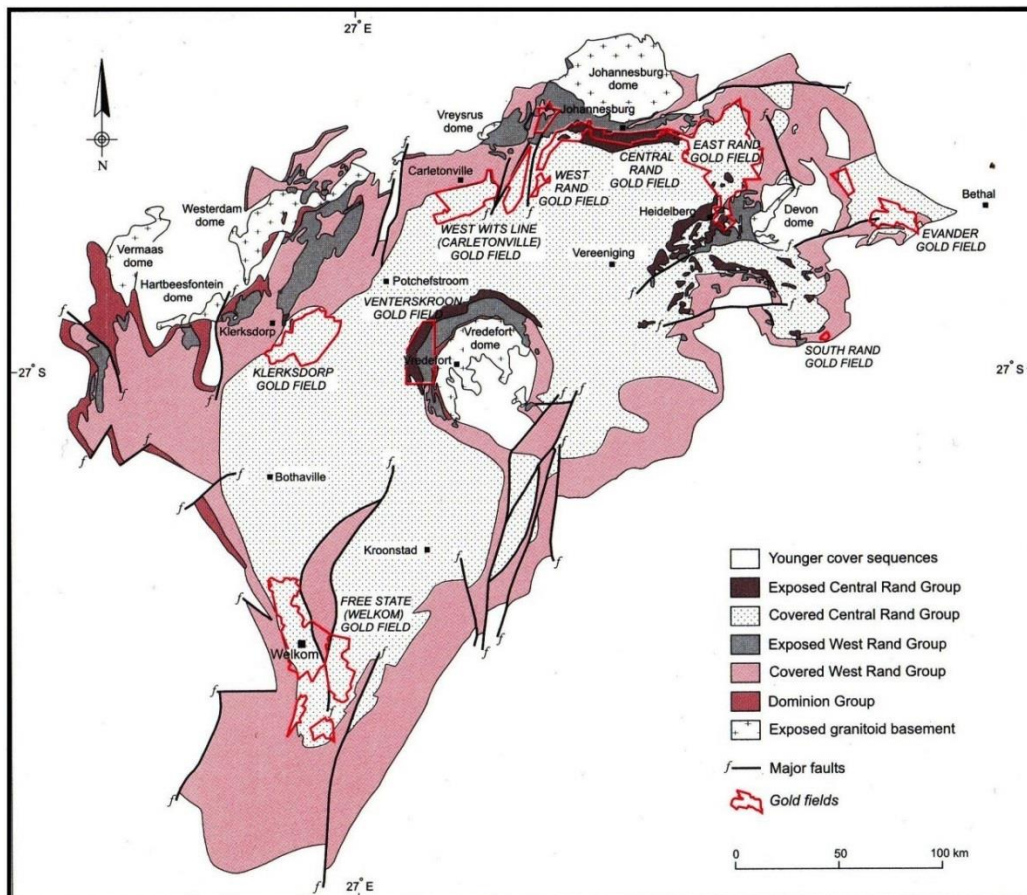 27° E
N
Johannesburg
dome
Johannesburg
Vreysrus
dome
EAST RAND
GOLD FIELD
CENTRAL
RAND
GOLD FIELD
WEST
RAND
GOLD FIELD
Carletonville
WEST WITS LINE
(CARLETONVILLE)
GOLD FIELD
Westerdam
dome
Vermaas
dome
Hartbeesfontein
dome
Heidelberg
Devon
dome
Bethal
EVANDER
GOLD FIELD
Vereeniging
Potchefstroom
VENTERSKROON
GOLD FIELD
Vredefort
dome
Vredefort
Klerksdorp
KLERKSDORP
GOLD FIELD
SOUTH RAND
GOLD FIELD
27° S
27° S
Bothaville
Kroonstad
FREE STATE
(WELKOM)
GOLD FIELD
Welkom
Younger cover sequences
Exposed Central Rand Group
Covered Central Rand Group
Exposed West Rand Group
Covered West Rand Group
Dominion Group
Exposed granitoid basement
f Major faults
Gold fields
0 50 100 km
27° E